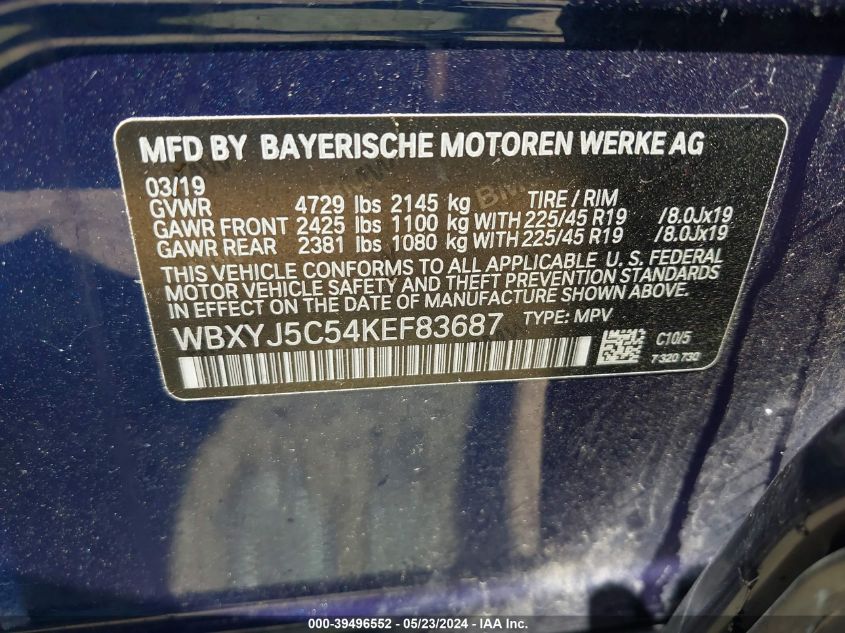 MFD BY BAYERISCHE MOTOREN WERKE AG
03/19
GVWR 4729 lbs 2145 kg TIRE / RIM
GAWR FRONT 2425 lbs 1100 kg WITH 225/45 R19 /8.0Jx19
GAWR REAR 2381 lbs 1080 kg WITH 225/45 R19 /8.0Jx19
THIS VEHICLE CONFORMS TO ALL APPLICABLE U. S. FEDERAL
MOTOR VEHICLE SAFETY AND THEFT PREVENTION STANDARDS
IN EFFECT ON THE DATE OF MANUFACTURE SHOWN ABOVE.
WBXYJ5C54KEF83687 TYPE: MPV
C10/5
7 320 730
000-39496552 - 05/23/2024 - IAA Inc.